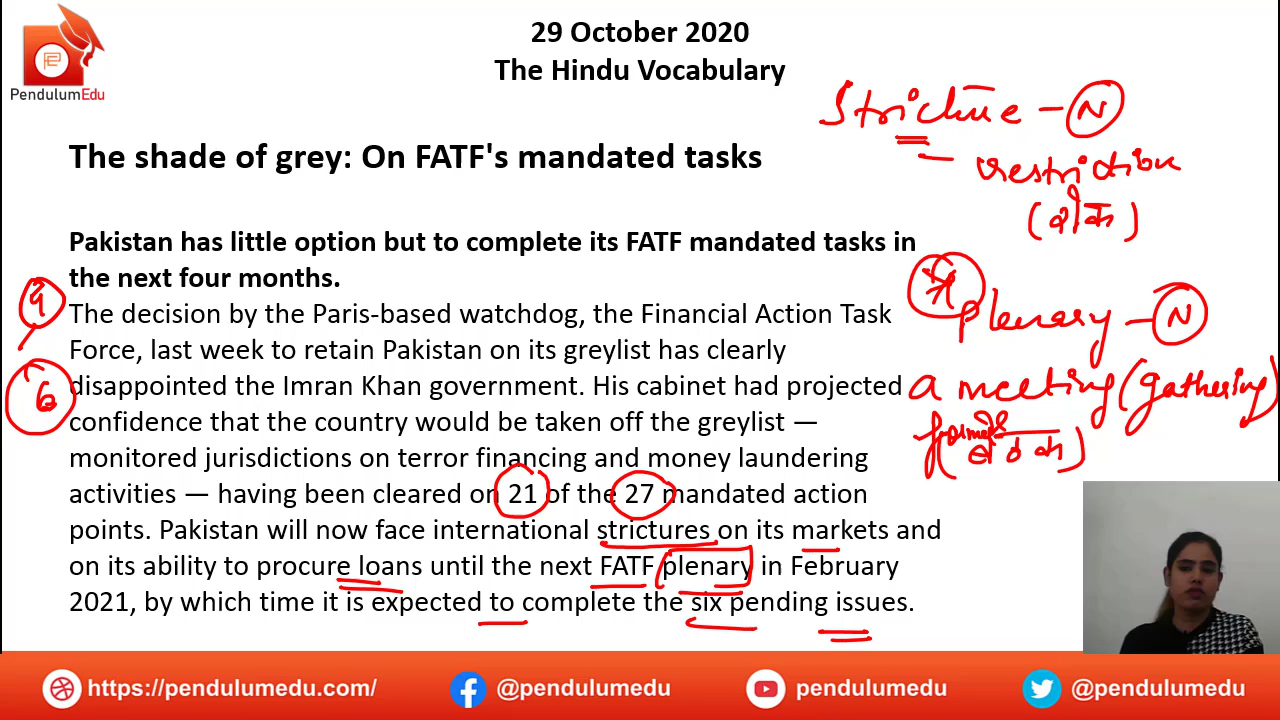 29 October 2020
The Hindu Vocabulary
PendulumEdu
Stricture - N
- restriction
(रोक)
The shade of grey: On FATF's mandated tasks
Pakistan has little option but to complete its FATF mandated tasks in
the next four months.
The decision by the Paris-based watchdog, the Financial Action Task
Force, last week to retain Pakistan on its greylist has clearly
disappointed the Imran Khan government. His cabinet had projected
confidence that the country would be taken off the greylist —
monitored jurisdictions on terror financing and money laundering
activities — having been cleared on 21 of the 27 mandated action
points. Pakistan will now face international strictures on its markets and
on its ability to procure loans until the next FATF plenary in February
2021, by which time it is expected to complete the six pending issues.
6
plenary - N
a meeting (gathering)
formal
(बैठक)
https://pendulumedu.com/
@pendulumedu
pendulumedu
@pendulumedu